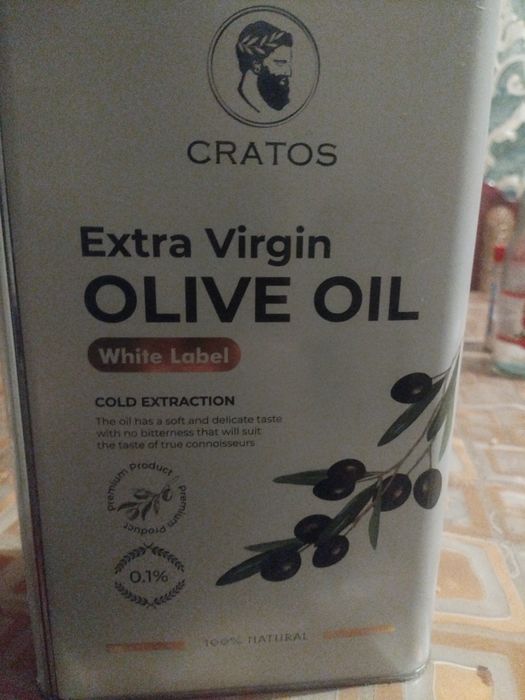 CRATOS
Extra Virgin
OLIVE OIL
White Label
COLD EXTRACTION
The oil has a soft and delicate taste
with no bitterness that will suit
the taste of true connoisseurs
premium product
premium product
0.1%
100% NATURAL